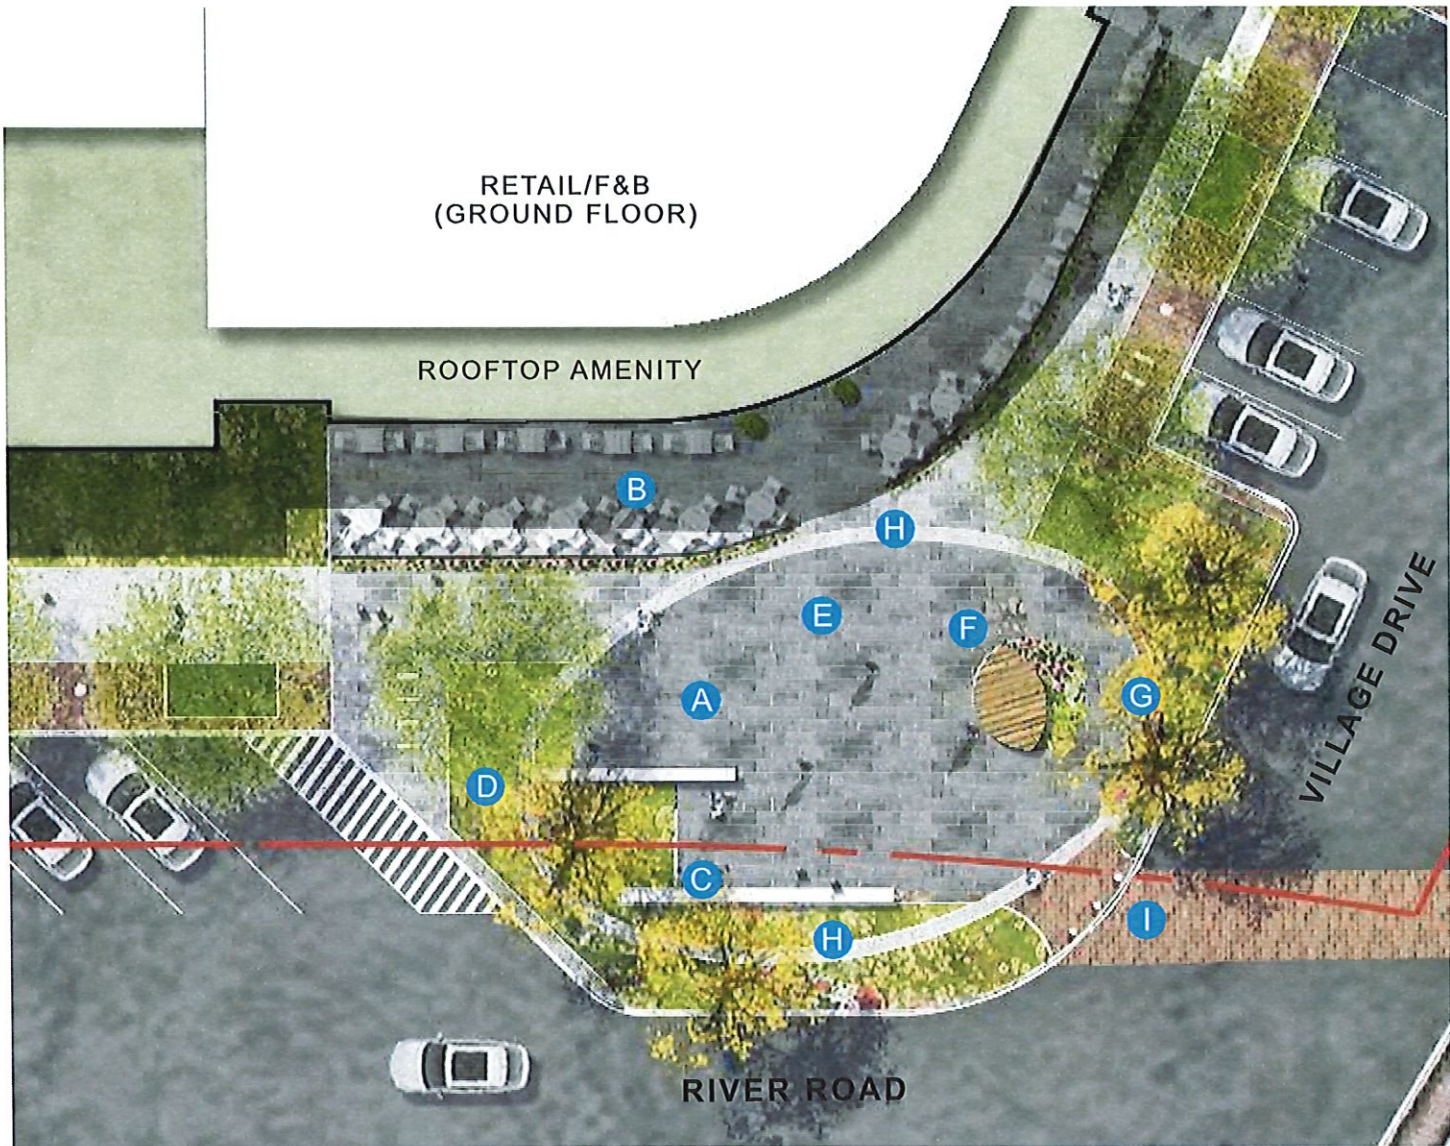 RETAIL/F&B
(GROUND FLOOR)
ROOFTOP AMENITY
B
H
E
F
A
G
D
C
H
I
VILLAGE DRIVE
RIVER ROAD